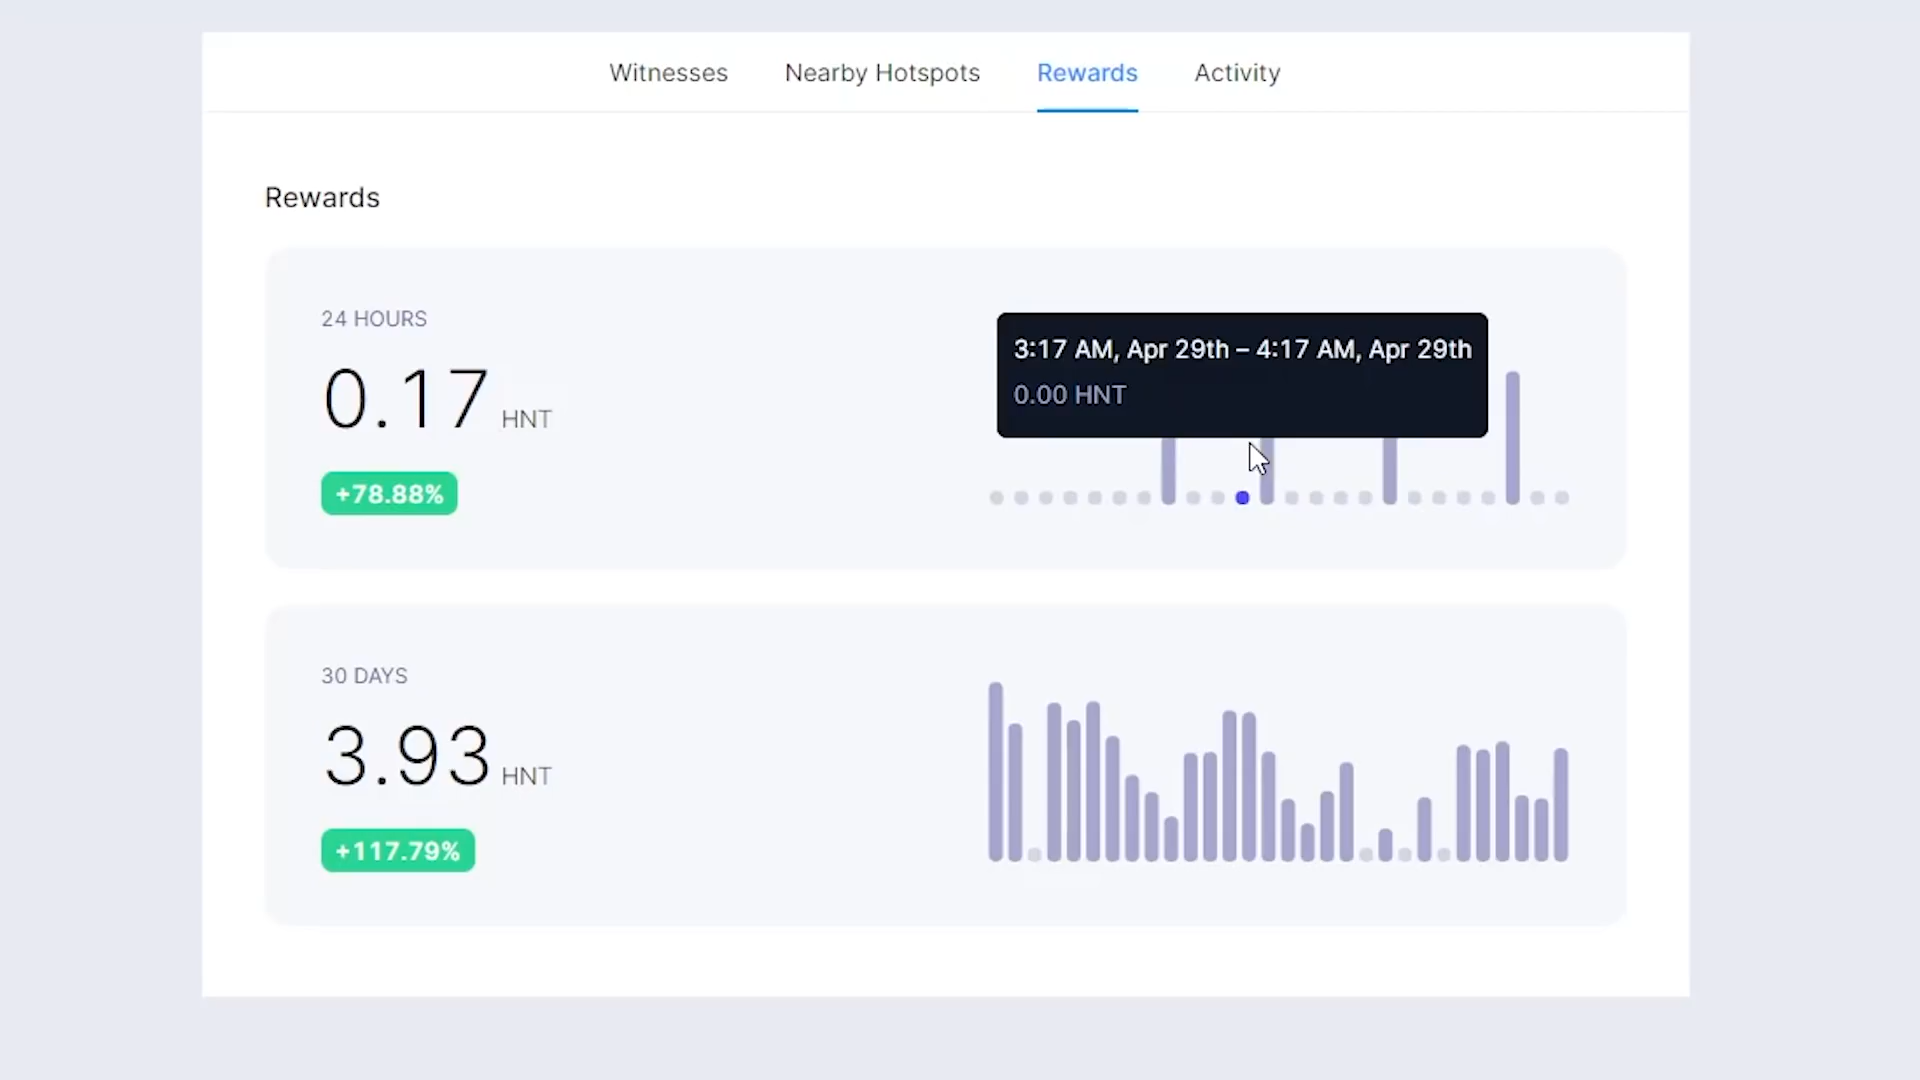 Witnesses Nearby Hotspots Rewards Activity
Rewards
24 HOURS
0.17 HNT
+78.88%
3:17 AM, Apr 29th – 4:17 AM, Apr 29th
0.00 HNT
30 DAYS
3.93 HNT
+117.79%